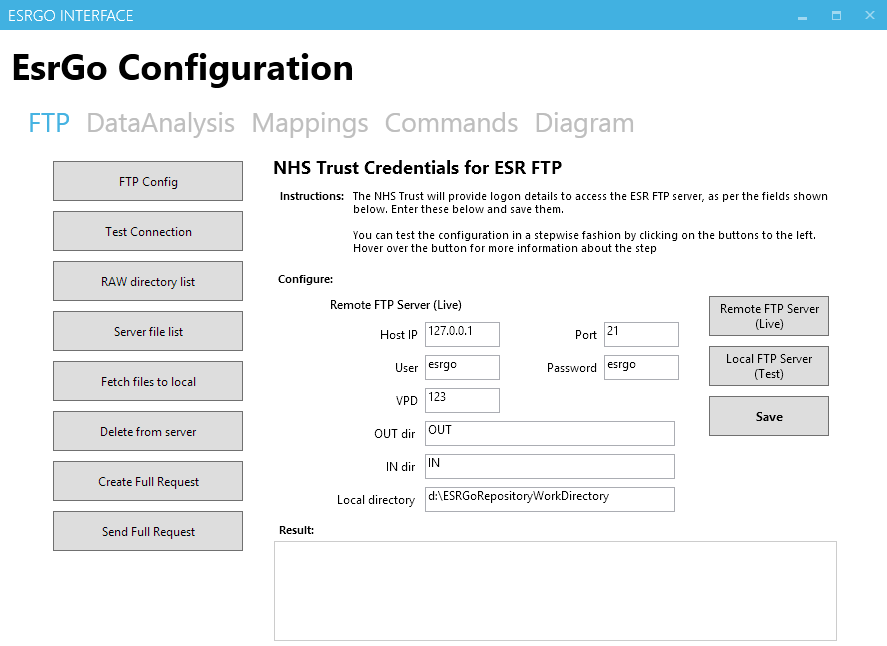 ESRGO INTERFACE
EsrGo Configuration
FTP DataAnalysis Mappings Commands Diagram
FTP Config
Test Connection
RAW directory list
Server file list
Fetch files to local
Delete from server
Create Full Request
Send Full Request
NHS Trust Credentials for ESR FTP
Instructions: The NHS Trust will provide logon details to access the ESR FTP server, as per the fields shown
below. Enter these below and save them.
You can test the configuration in a stepwise fashion by clicking on the buttons to the left.
Hover over the button for more information about the step
Configure:
Remote FTP Server (Live)
Host IP 127.0.0.1 Port 21
User esrgo Password esrgo
VPD 123
OUT dir OUT
IN dir IN
Local directory d:\ESRGoRepositoryWorkDirectory
Remote FTP Server
(Live)
Local FTP Server
(Test)
Save
Result: